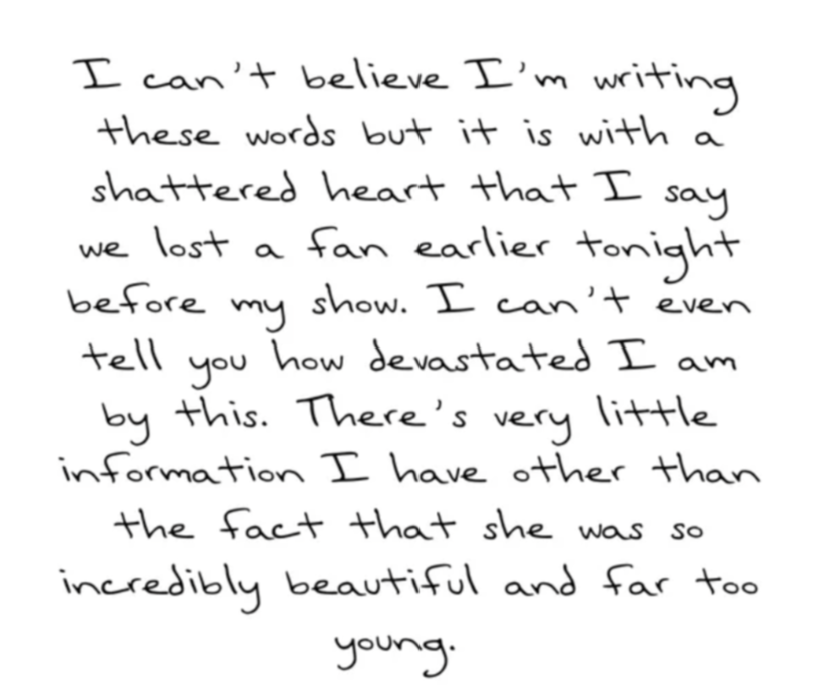 I can't believe I'm writing
these words but it is with a
shattered heart that I say
we lost a fan earlier tonight
before my show. I can't even
tell you how devastated I am
by this. There's very little
information I have other than
the fact that she was so
incredibly beautiful and far too
young.